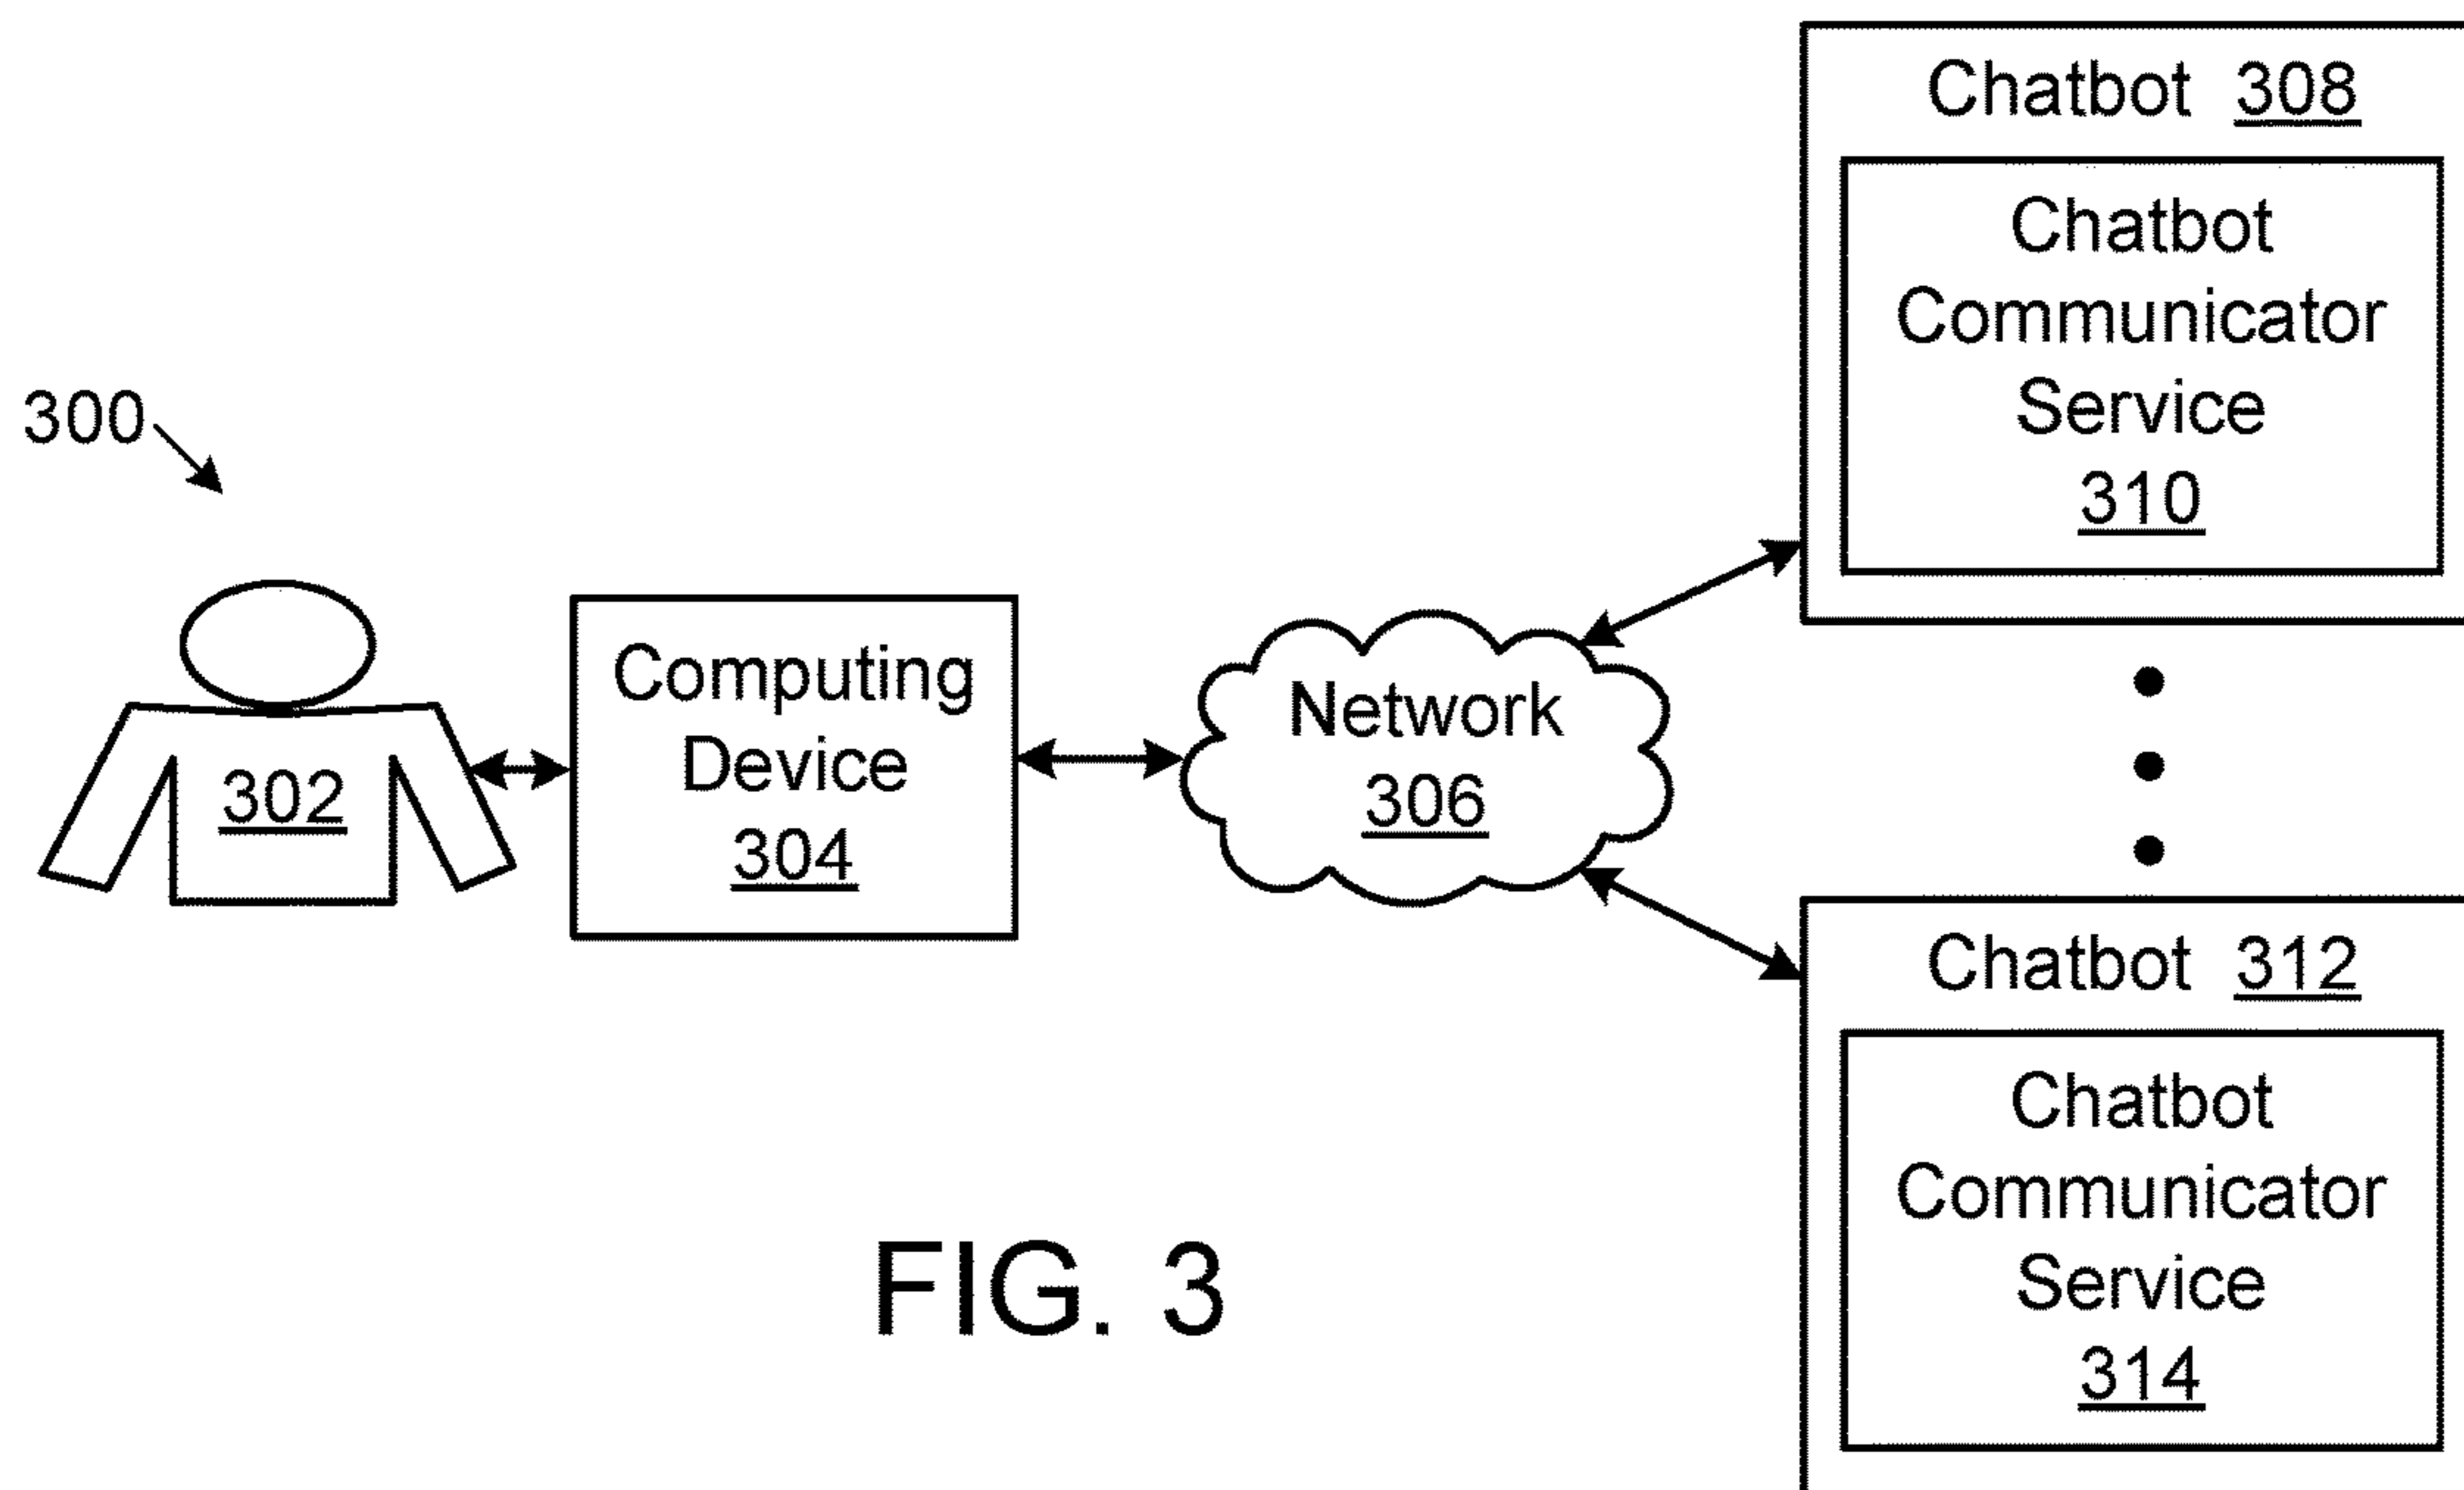 Chatbot 308
Chatbot
Communicator
Service
310
300
302
Computing
Device
304
Network
306
Chatbot 312
Chatbot
Communicator
Service
314
FIG. 3